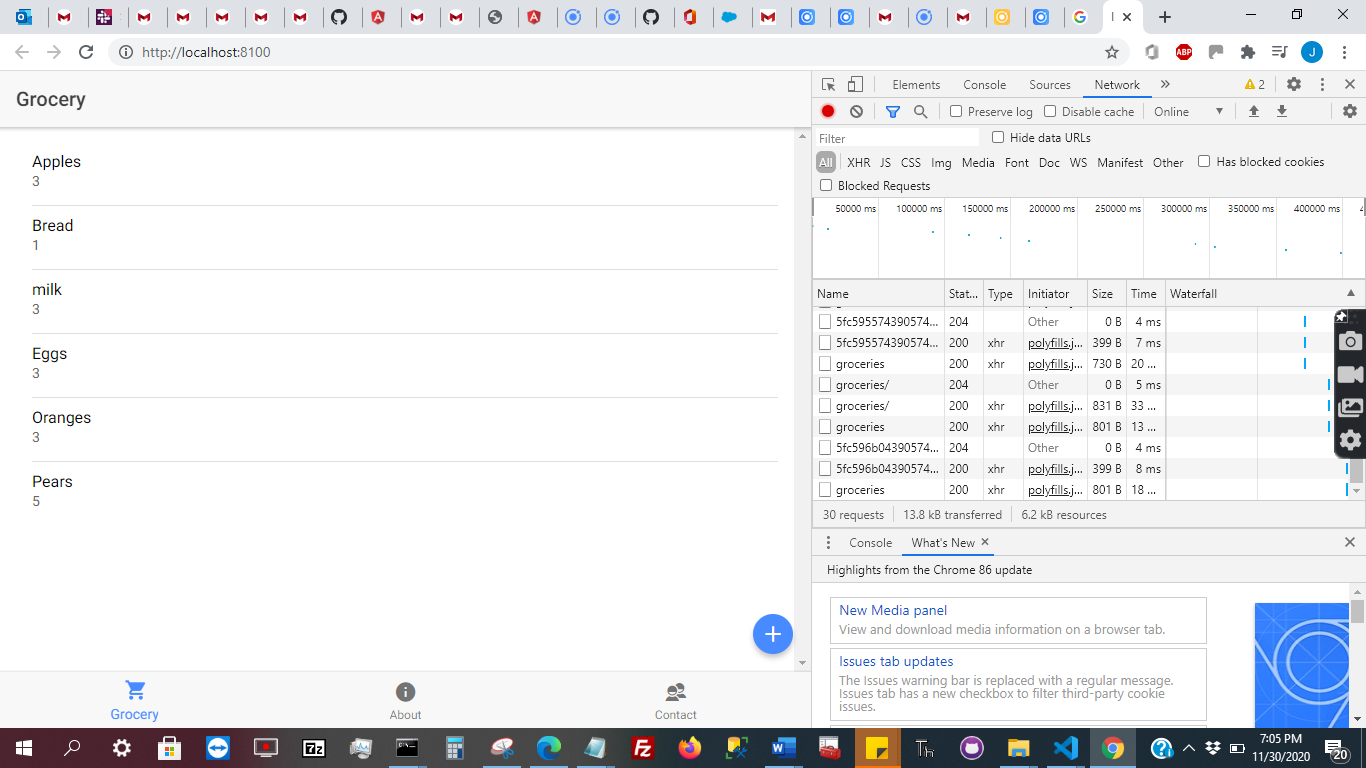 http://localhost:8100
ABP
J
Grocery
Apples
3
Bread
1
milk
3
Eggs
3
Oranges
3
Pears
5
Grocery
About
Contact
Elements Console Sources Network 2
Preserve log Disable cache Online
Filter Hide data URLs
All XHR JS CSS Img Media Font Doc WS Manifest Other Has blocked cookies
Blocked Requests
50000 ms 100000 ms 150000 ms 200000 ms 250000 ms 300000 ms 350000 ms 400000 ms
Name Stat... Type Initiator Size Time Waterfall
5fc595574390574... 204 Other 0 B 4 ms
5fc595574390574... 200 xhr polyfills.j... 399 B 7 ms
groceries 200 xhr polyfills.j... 730 B 20 ...
groceries/ 204 Other 0 B 5 ms
groceries/ 200 xhr polyfills.j... 831 B 33 ...
groceries 200 xhr polyfills.j... 801 B 13 ...
5fc596b04390574... 204 Other 0 B 4 ms
5fc596b04390574... 200 xhr polyfills.j... 399 B 8 ms
groceries 200 xhr polyfills.j... 801 B 18 ...
30 requests 13.8 kB transferred 6.2 kB resources
Console What's New
Highlights from the Chrome 86 update
New Media panel
View and download media information on a browser tab.
Issues tab updates
The Issues warning bar is replaced with a regular message.
Issues tab has a new checkbox to filter third-party cookie
issues.
7z
Fz
Th
7:05 PM
11/30/2020
20